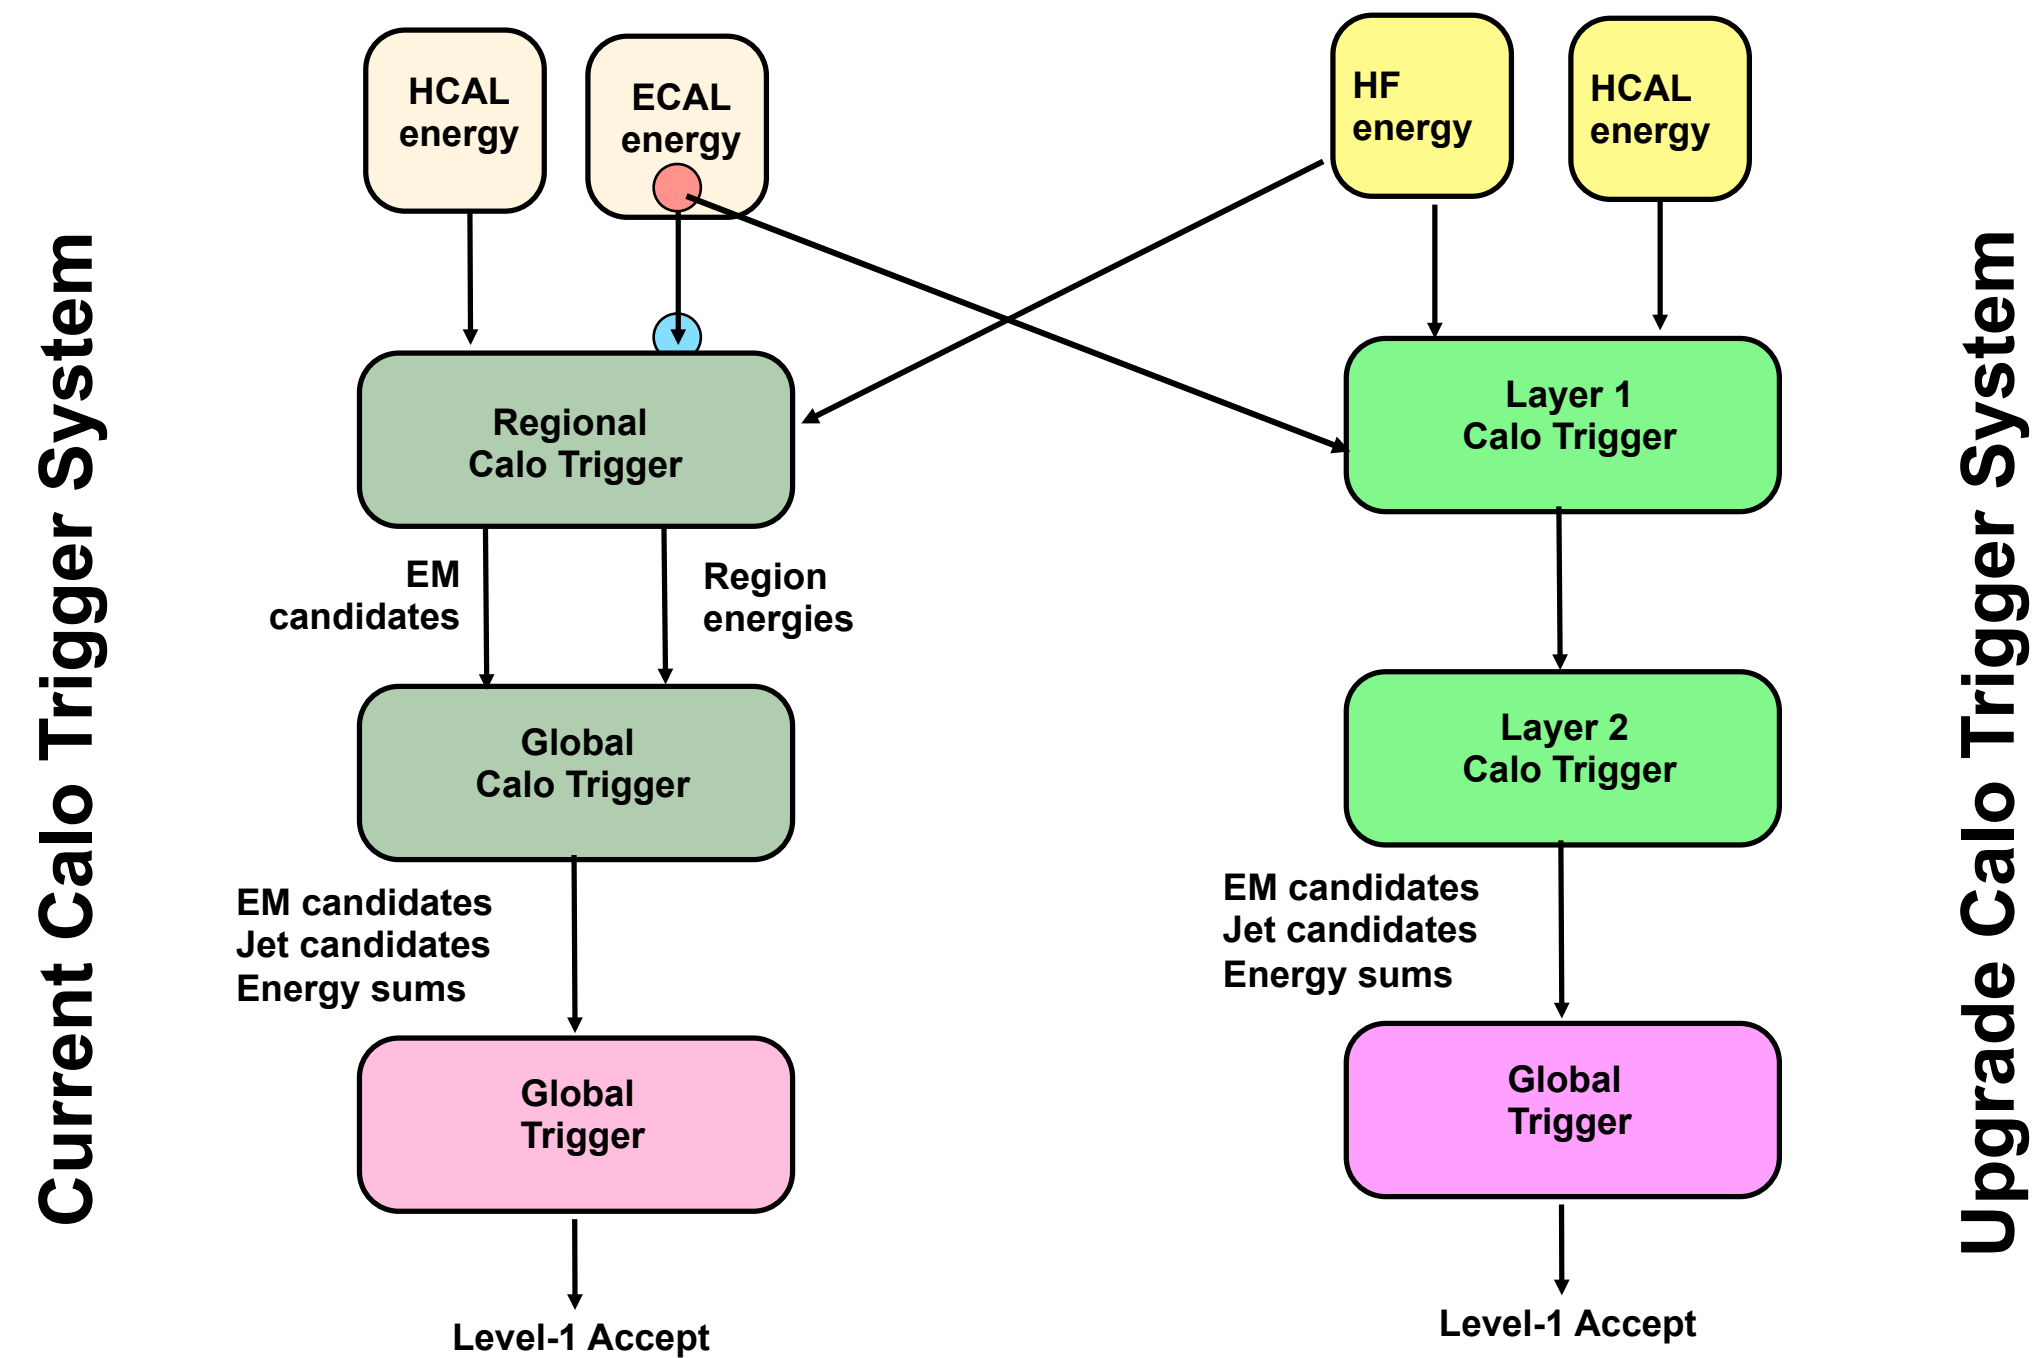 Current Calo Trigger System
HCAL
energy
ECAL
energy
Regional
Calo Trigger
EM
candidates
Region
energies
Global
Calo Trigger
EM candidates
Jet candidates
Energy sums
Global
Trigger
Level-1 Accept
HF
energy
HCAL
energy
Layer 1
Calo Trigger
Layer 2
Calo Trigger
EM candidates
Jet candidates
Energy sums
Global
Trigger
Level-1 Accept
Upgrade Calo Trigger System